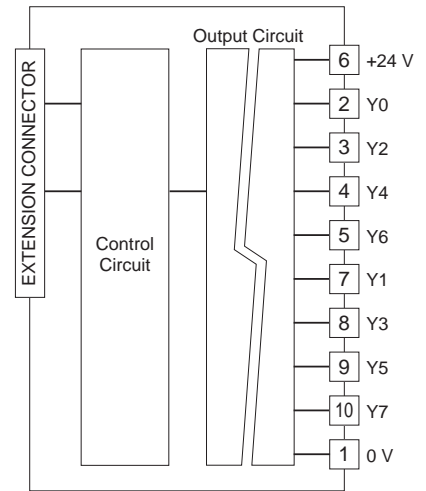 Output Circuit
EXTENSION CONNECTOR
Control
Circuit
6 +24 V
2 Y0
3 Y2
4 Y4
5 Y6
7 Y1
8 Y3
9 Y5
10 Y7
1 0 V